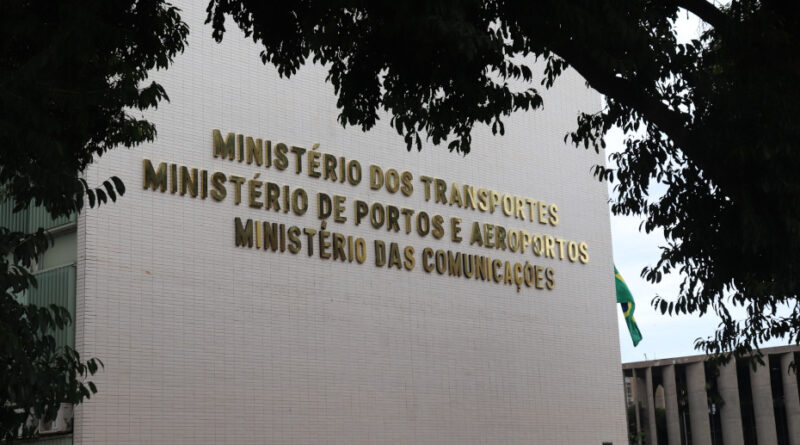 MINISTÉRIO DOS TRANSPORTES
MINISTÉRIO DE PORTOS E AEROPORTOS
MINISTÉRIO DAS COMUNICAÇÕES